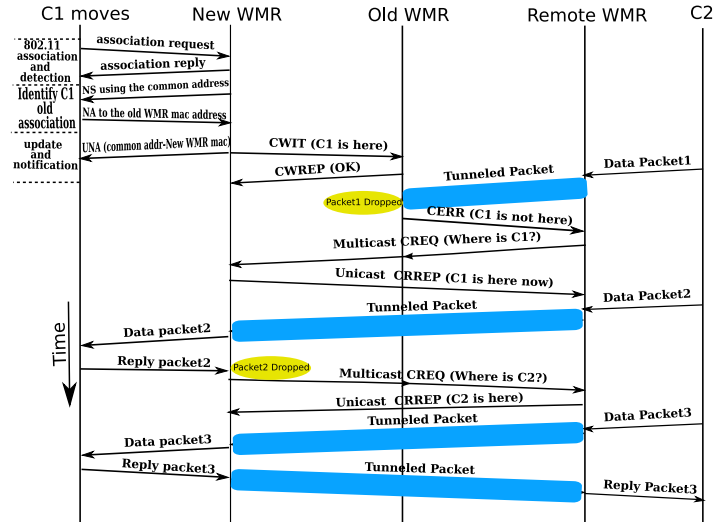 C1 moves
New WMR
Old WMR
Remote WMR
C2
802.11
association
and
detection
association request
association reply
Identify C1
old
association
NS using the common address
NA to the old WMR mac address
update
and
notification
UNA (common addr-New WMR mac)
CWIT (C1 is here)
CWREP (OK)
Data Packet1
Tunneled Packet
Packet1 Dropped
CERR (C1 is not here)
Multicast CREQ (Where is C1?)
Unicast CRREP (C1 is here now)
Data Packet2
Tunneled Packet
Data packet2
Time
Reply packet2
Packet2 Dropped
Multicast CREQ (Where is C2?)
Unicast CRREP (C2 is here)
Data Packet3
Tunneled Packet
Data packet3
Reply packet3
Tunneled Packet
Reply Packet3